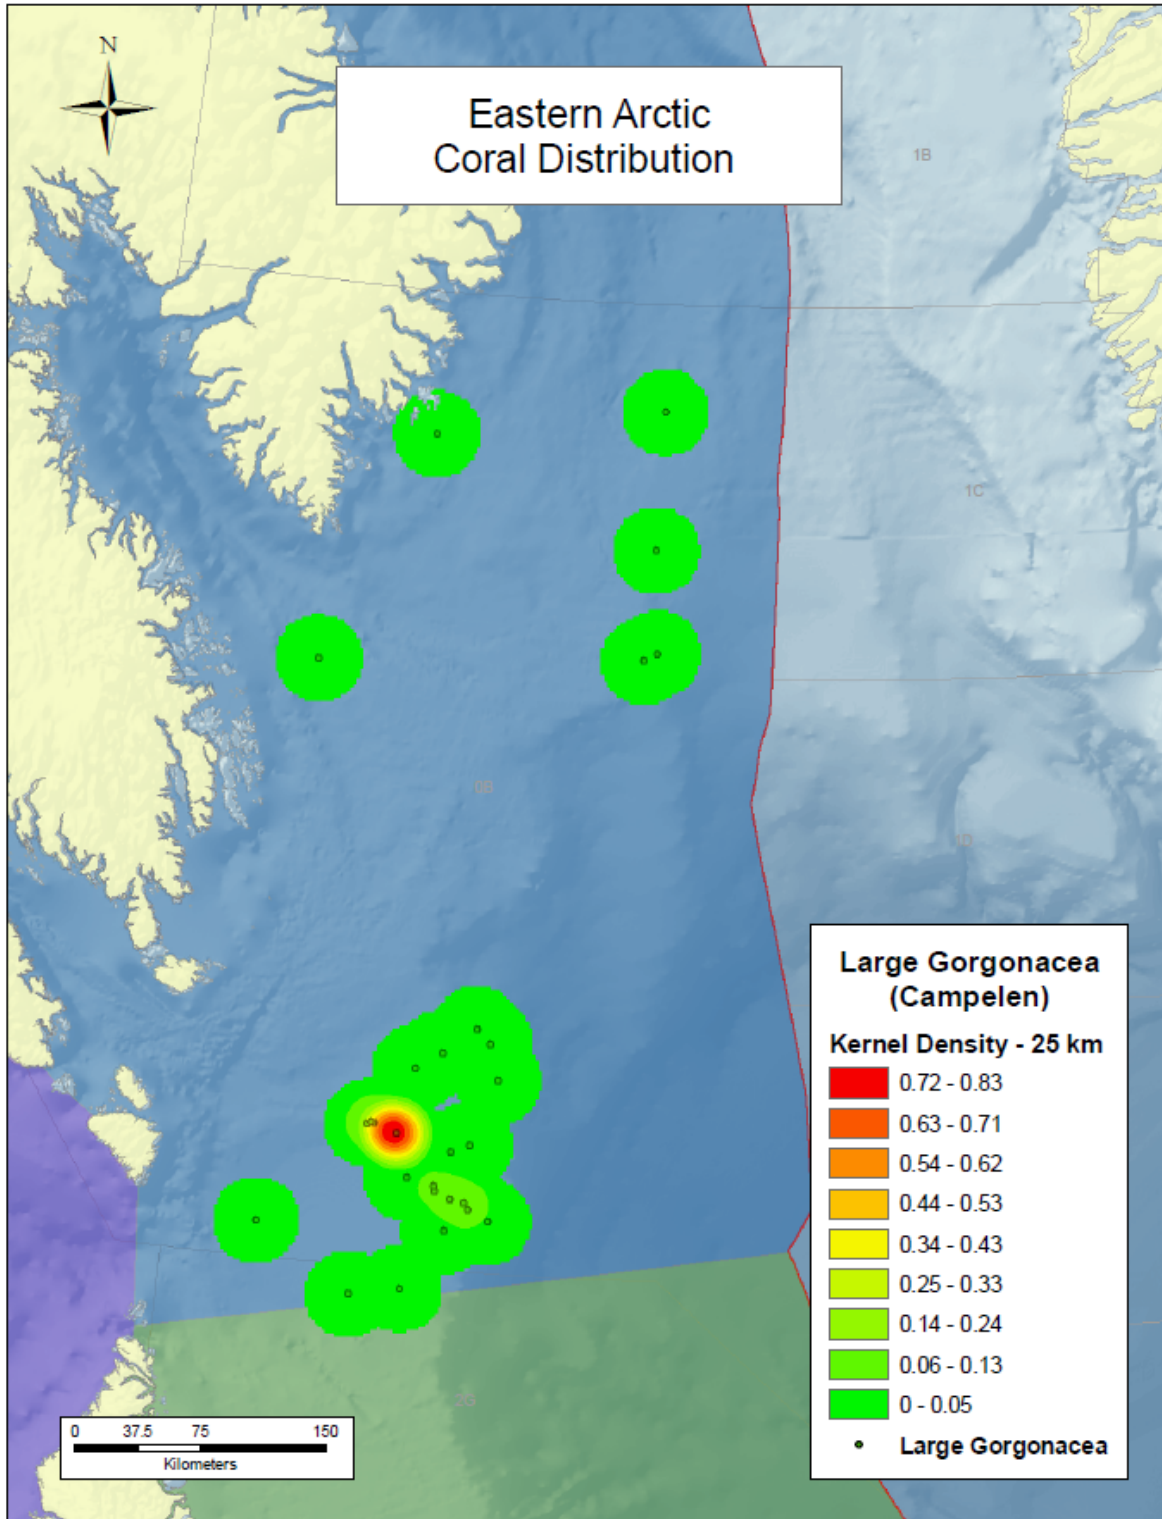 N
Eastern Arctic
Coral Distribution
1B
1C
0B
1D
Large Gorgonacea
(Campelen)
Kernel Density - 25 km
0.72 - 0.83
0.63 - 0.71
0.54 - 0.62
0.44 - 0.53
0.34 - 0.43
0.25 - 0.33
0.14 - 0.24
0.06 - 0.13
0 - 0.05
Large Gorgonacea
2G
0 37.5 75 150
Kilometers